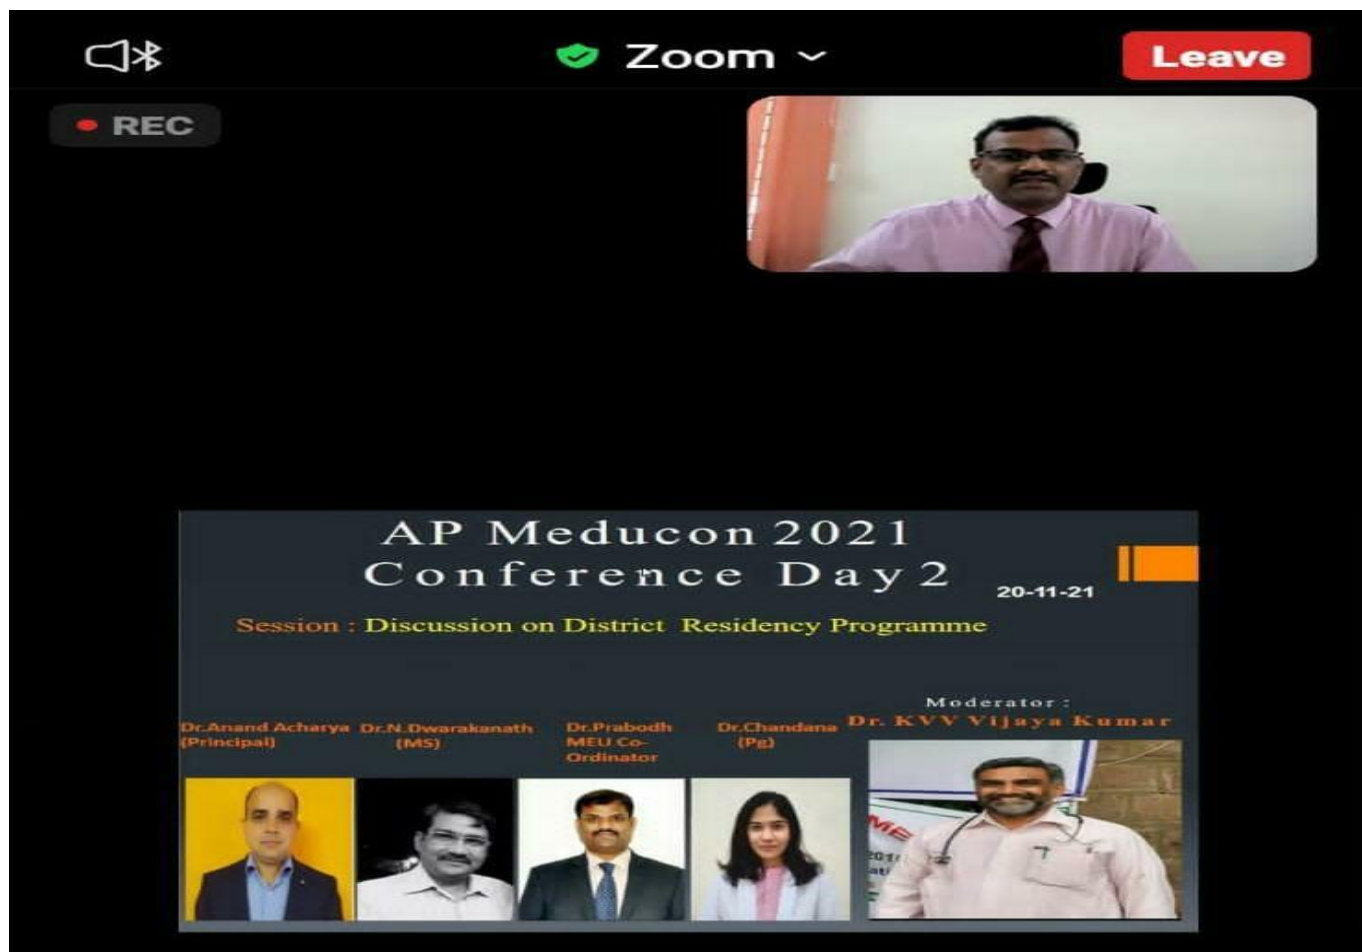 Zoom
Leave
REC
AP Meducon 2021
Conference Day 2
20-11-21
Session : Discussion on District Residency Programme
Moderator :
Dr.Anand Acharya
(Principal)
Dr.N.Dwarakanath
(MS)
Dr.Prabodh
MEU Co-
Ordinator
Dr.Chandana
(Pg)
Dr. KVV Vijaya Kumar
ME